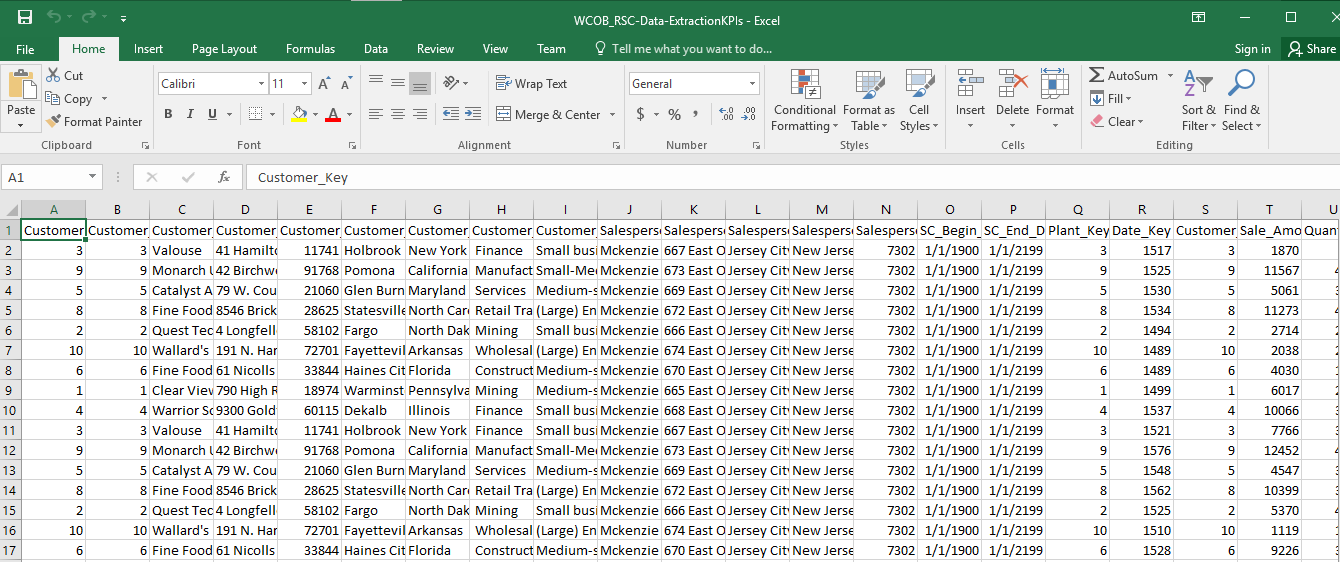 WCOB_RSC-Data-ExtractionKPIs - Excel
File Home Insert Page Layout Formulas Data Review View Team Tell me what you want to do... Sign in Share
Paste Cut Copy Format Painter Clipboard
Calibri 11 A A B I U A Font
Wrap Text Merge & Center Alignment
General $ % , .0 .00 .00 .0 Number
Conditional Formatting Format as Table Cell Styles Styles
Insert Delete Format Cells
AutoSum Fill Clear Sort & Filter Find & Select Editing
A1 fx Customer_Key
A B C D E F G H I J K L M N O P Q R S T U
1 Customer_ Customer_ Customer_ Customer_ Customer_ Customer_ Customer_ Customer_ Customer_ Salesperso Salesperso Salesperso Salesperso Salesperso SC_Begin_ SC_End_D Plant_Key Date_Key Customer_ Sale_Amo Quan
2 3 3 Valouse 41 Hamilto 11741 Holbrook New York Finance Small busi Mckenzie 667 East O Jersey City New Jerse 7302 1/1/1900 1/1/2199 3 1517 3 1870
3 9 9 Monarch U 42 Birchw 91768 Pomona California Manufact Small-Med Mckenzie 673 East O Jersey City New Jerse 7302 1/1/1900 1/1/2199 9 1525 9 11567
4 5 5 Catalyst A 79 W. Cou 21060 Glen Burn Maryland Services Medium-s Mckenzie 669 East O Jersey City New Jerse 7302 1/1/1900 1/1/2199 5 1530 5 5061
5 8 8 Fine Food 8546 Brick 28625 Statesville North Card Retail Tra (Large) En Mckenzie 672 East O Jersey City New Jerse 7302 1/1/1900 1/1/2199 8 1534 8 11273
6 2 2 Quest Tec 4 Longfell 58102 Fargo North Dak Mining Small busi Mckenzie 666 East O Jersey City New Jerse 7302 1/1/1900 1/1/2199 2 1494 2 2714
7 10 10 Wallard's 191 N. Har 72701 Fayettevil Arkansas Wholesal (Large) En Mckenzie 674 East O Jersey City New Jerse 7302 1/1/1900 1/1/2199 10 1489 10 2038
8 6 6 Fine Food 61 Nicolls 33844 Haines Cit Florida Construct Medium-s Mckenzie 670 East O Jersey City New Jerse 7302 1/1/1900 1/1/2199 6 1489 6 4030
9 1 1 Clear View 790 High R 18974 Warminst Pennsylva Mining Medium-s Mckenzie 665 East O Jersey City New Jerse 7302 1/1/1900 1/1/2199 1 1499 1 6017
10 4 4 Warrior So 9300 Gold 60115 Dekalb Illinois Finance Small busi Mckenzie 668 East O Jersey City New Jerse 7302 1/1/1900 1/1/2199 4 1537 4 10066
11 3 3 Valouse 41 Hamilto 11741 Holbrook New York Finance Small busi Mckenzie 667 East O Jersey City New Jerse 7302 1/1/1900 1/1/2199 3 1521 3 7766
12 9 9 Monarch U 42 Birchw 91768 Pomona California Manufact Small-Med Mckenzie 673 East O Jersey City New Jerse 7302 1/1/1900 1/1/2199 9 1576 9 12452
13 5 5 Catalyst A 79 W. Cou 21060 Glen Burn Maryland Services Medium-s Mckenzie 669 East O Jersey City New Jerse 7302 1/1/1900 1/1/2199 5 1548 5 4547
14 8 8 Fine Food 8546 Brick 28625 Statesville North Card Retail Tra (Large) En Mckenzie 672 East O Jersey City New Jerse 7302 1/1/1900 1/1/2199 8 1562 8 10399
15 2 2 Quest Tec 4 Longfell 58102 Fargo North Dak Mining Small busi Mckenzie 666 East O Jersey City New Jerse 7302 1/1/1900 1/1/2199 2 1525 2 5370
16 10 10 Wallard's 191 N. Har 72701 Fayettevil Arkansas Wholesal (Large) En Mckenzie 674 East O Jersey City New Jerse 7302 1/1/1900 1/1/2199 10 1510 10 1119
17 6 6 Fine Food 61 Nicolls 33844 Haines Cit Florida Construct Medium-s Mckenzie 670 East O Jersey City New Jerse 7302 1/1/1900 1/1/2199 6 1528 6 9226